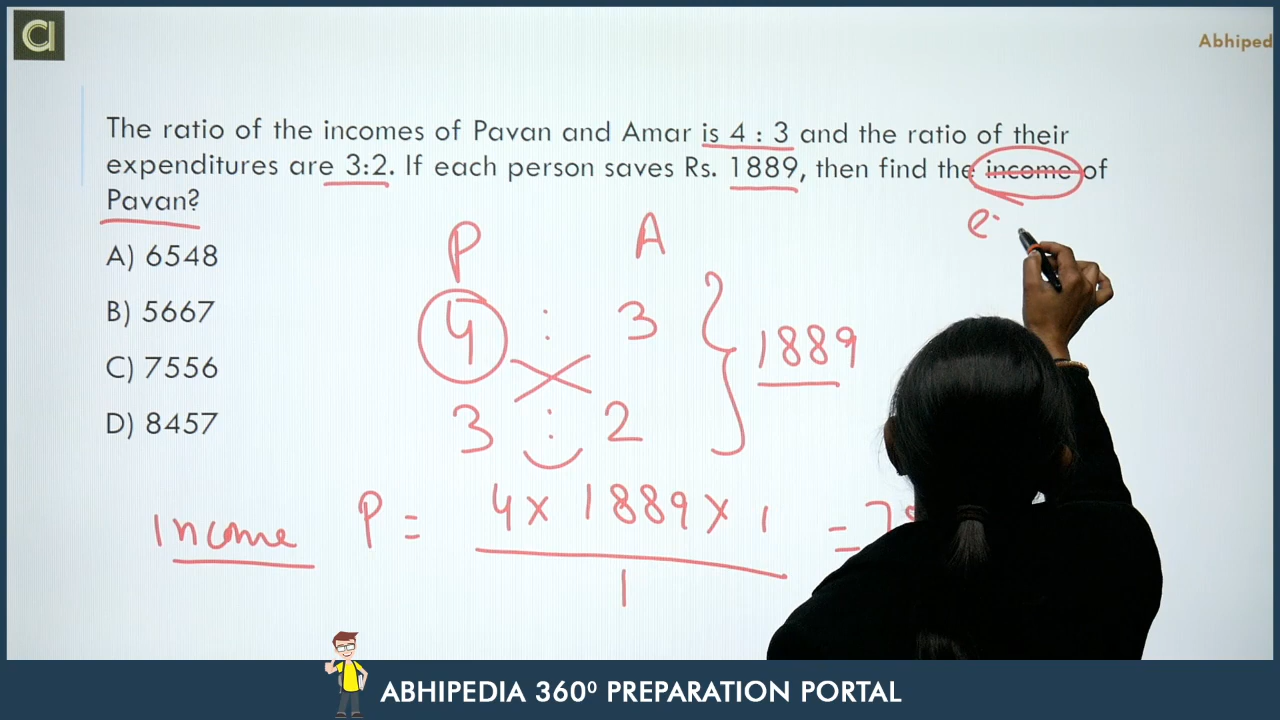 Abhiped
The ratio of the incomes of Pavan and Amar is 4 : 3 and the ratio of their
expenditures are 3:2. If each person saves Rs. 1889, then find the income of
Pavan?
A) 6548
B) 5667
C) 7556
D) 8457
P A
4 : 3
1889
3 : 2
Income P = 4 x 1889 x 1 = 7
1
e
ABHIPEDIA 360⁰ PREPARATION PORTAL